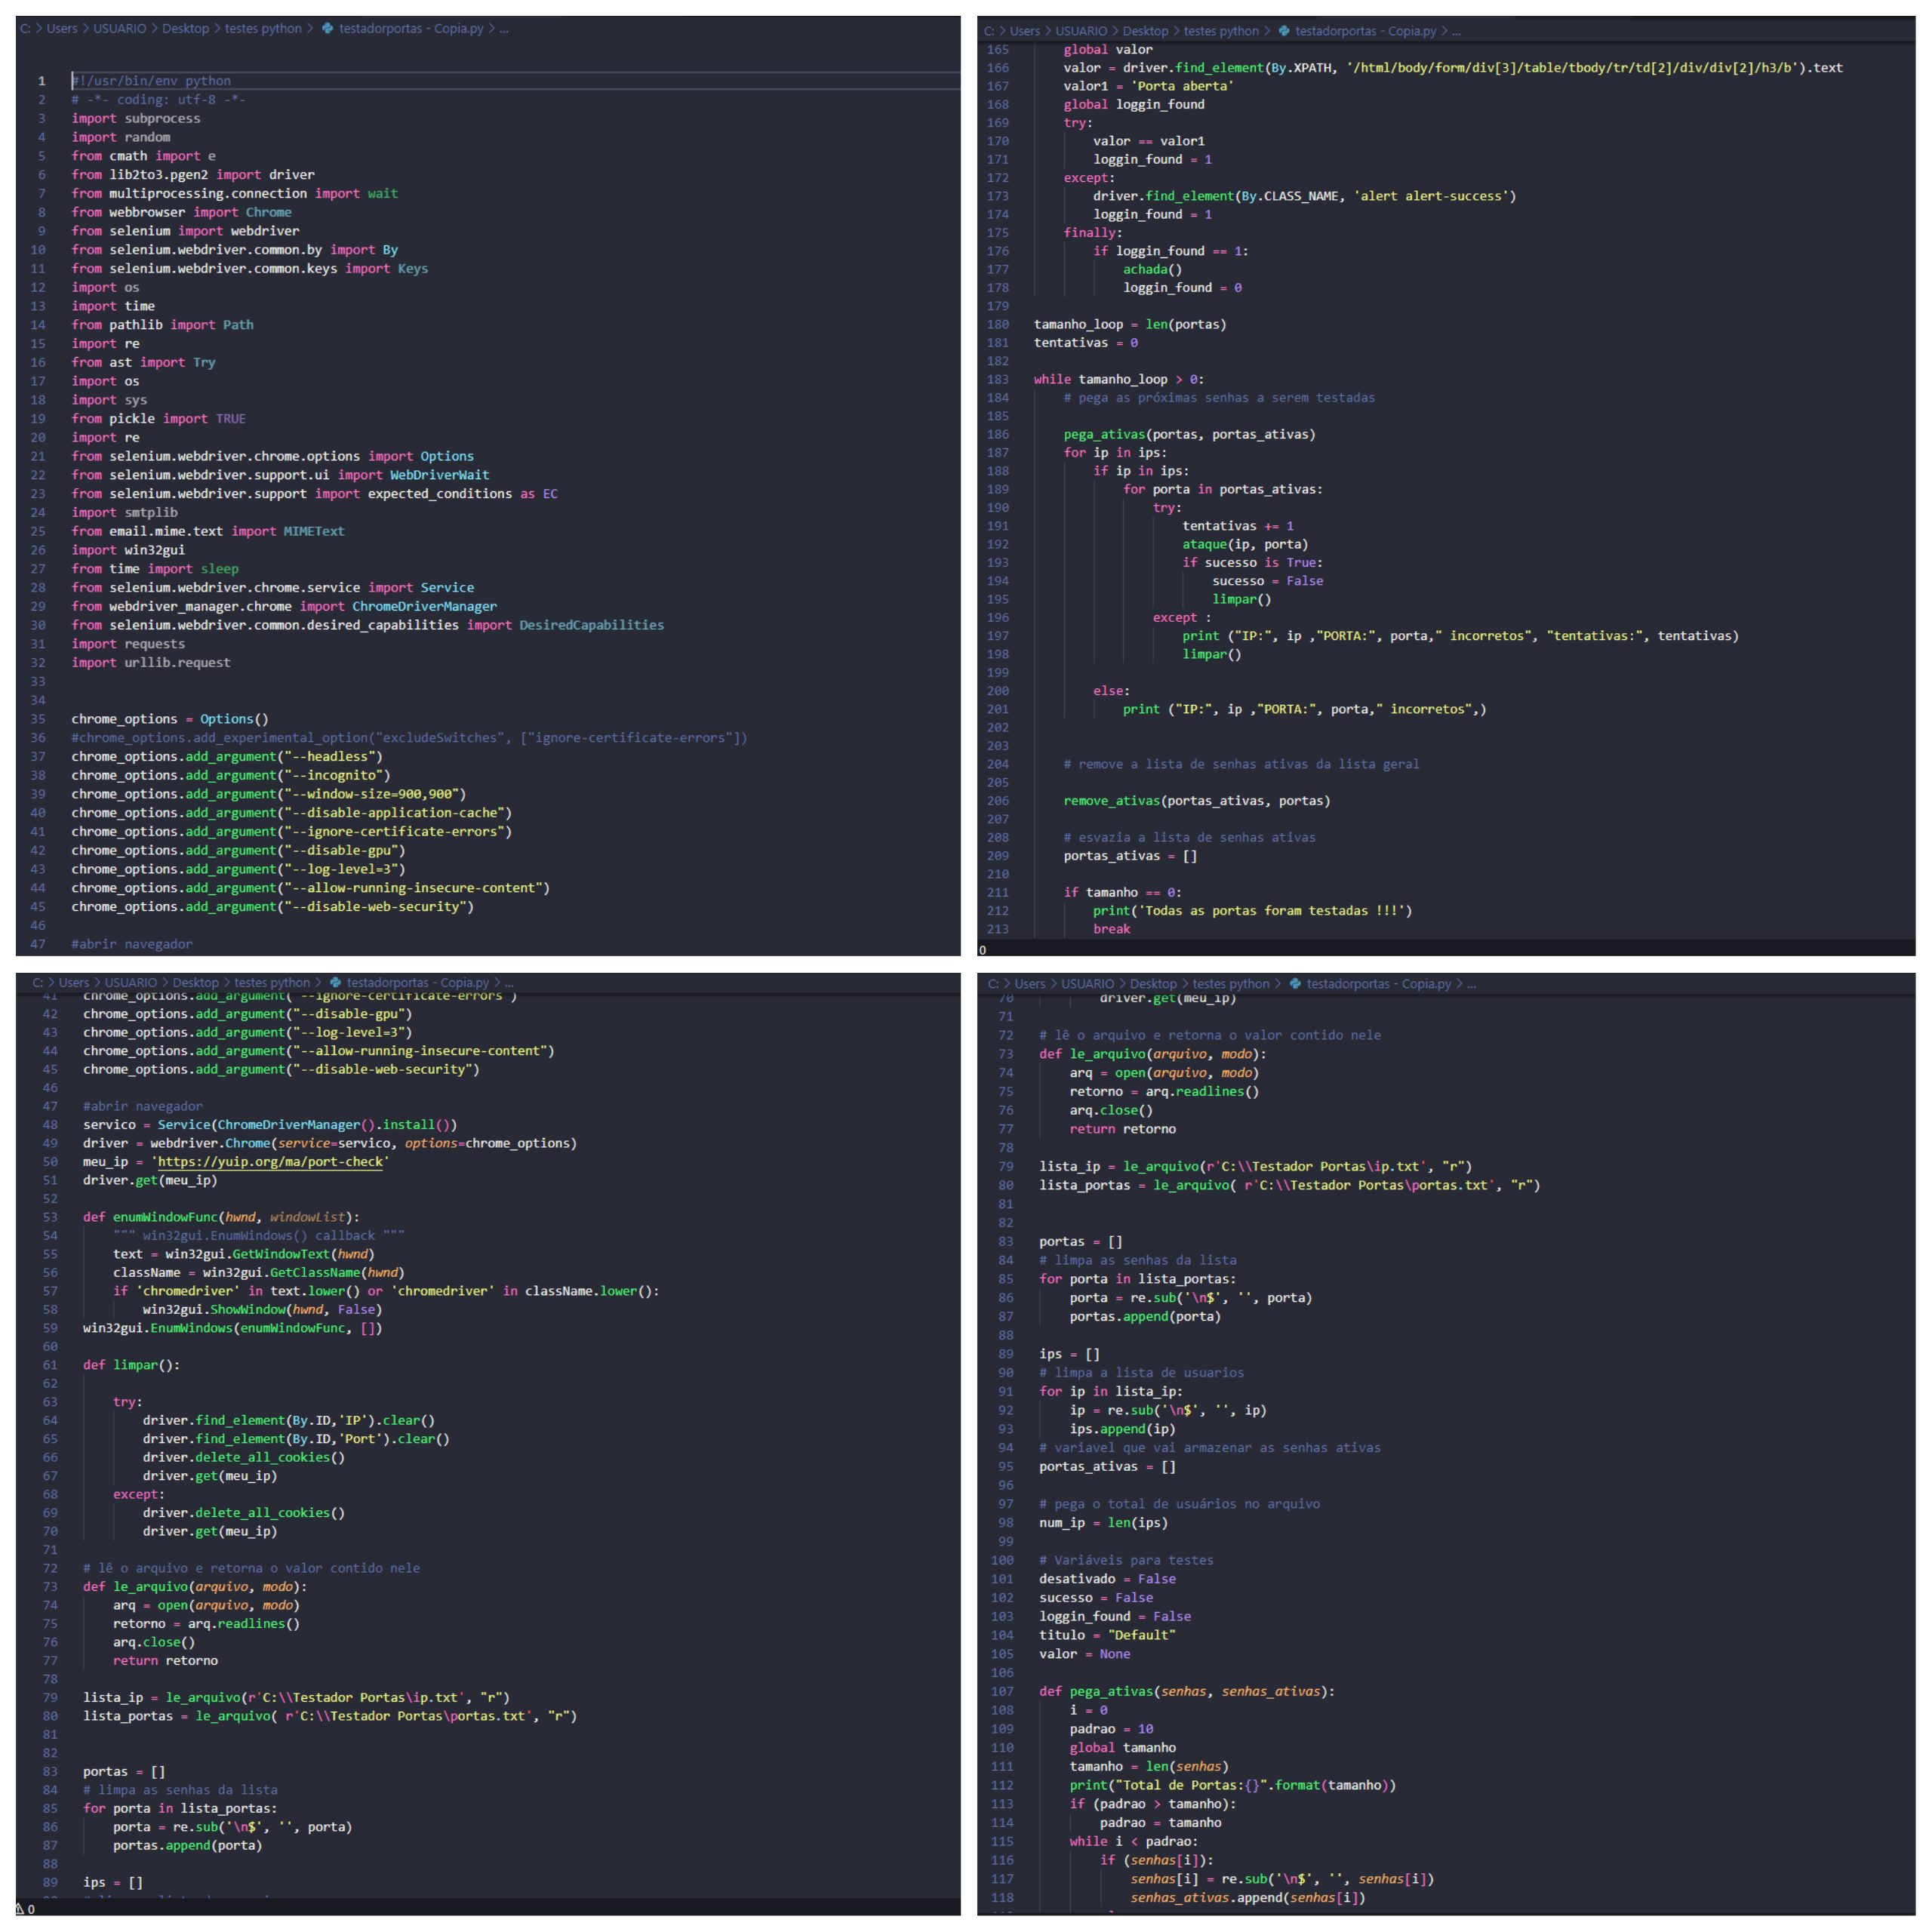 C: > Users > USUARIO > Desktop > testes python > testadorportas - Copia.py > ...
1 #!/usr/bin/env python
2 # -*- coding: utf-8 -*-
3 import subprocess
4 import random
5 from cmath import e
6 from lib2to3.pgen2 import driver
7 from multiprocessing.connection import wait
8 from webbrowser import Chrome
9 from selenium import webdriver
10 from selenium.webdriver.common.by import By
11 from selenium.webdriver.common.keys import Keys
12 import os
13 import time
14 from pathlib import Path
15 import re
16 from ast import Try
17 import os
18 import sys
19 from pickle import TRUE
20 import re
21 from selenium.webdriver.chrome.options import Options
22 from selenium.webdriver.support.ui import WebDriverWait
23 from selenium.webdriver.support import expected_conditions as EC
24 import smtplib
25 from email.mime.text import MIMEText
26 import win32gui
27 from time import sleep
28 from selenium.webdriver.chrome.service import Service
29 from webdriver_manager.chrome import ChromeDriverManager
30 from selenium.webdriver.common.desired_capabilities import DesiredCapabilities
31 import requests
32 import urllib.request
33
34
35 chrome_options = Options()
36 #chrome_options.add_experimental_option("excludeSwitches", ["ignore-certificate-errors"])
37 chrome_options.add_argument("--headless")
38 chrome_options.add_argument("--incognito")
39 chrome_options.add_argument("--window-size=900,900")
40 chrome_options.add_argument("--disable-application-cache")
41 chrome_options.add_argument("--ignore-certificate-errors")
42 chrome_options.add_argument("--disable-gpu")
43 chrome_options.add_argument("--log-level=3")
44 chrome_options.add_argument("--allow-running-insecure-content")
45 chrome_options.add_argument("--disable-web-security")
46
47 #abrir navegador
C: > Users > USUARIO > Desktop > testes python > testadorportas - Copia.py > ...
165 global valor
166 valor = driver.find_element(By.XPATH, '/html/body/form/div[3]/table/tbody/tr/td[2]/div/div[2]/h3/b').text
167 valor1 = 'Porta aberta'
168 global loggin_found
169 try:
170 valor == valor1
171 loggin_found = 1
172 except:
173 driver.find_element(By.CLASS_NAME, 'alert alert-success')
174 loggin_found = 1
175 finally:
176 if loggin_found == 1:
177 achada()
178 loggin_found = 0
179
180 tamanho_loop = len(portas)
181 tentativas = 0
182
183 while tamanho_loop > 0:
184 # pega as próximas senhas a serem testadas
185
186 pega_ativas(portas, portas_ativas)
187 for ip in ips:
188 if ip in ips:
189 for porta in portas_ativas:
190 try:
191 tentativas += 1
192 ataque(ip, porta)
193 if sucesso is True:
194 sucesso = False
195 limpar()
196 except :
197 print ("IP:", ip ,"PORTA:", porta," incorretos", "tentativas:", tentativas)
198 limpar()
199
200 else:
201 print ("IP:", ip ,"PORTA:", porta," incorretos",)
202
203
204 # remove a lista de senhas ativas da lista geral
205
206 remove_ativas(portas_ativas, portas)
207
208 # esvazia a lista de senhas ativas
209 portas_ativas = []
210
211 if tamanho == 0:
212 print('Todas as portas foram testadas !!!')
213 break
0
C: > Users > USUARIO > Desktop > testes python > testadorportas - Copia.py > ...
41 chrome_options.add_argument("--ignore-certificate-errors")
42 chrome_options.add_argument("--disable-gpu")
43 chrome_options.add_argument("--log-level=3")
44 chrome_options.add_argument("--allow-running-insecure-content")
45 chrome_options.add_argument("--disable-web-security")
46
47 #abrir navegador
48 servico = Service(ChromeDriverManager().install())
49 driver = webdriver.Chrome(service=servico, options=chrome_options)
50 meu_ip = 'https://yuip.org/ma/port-check'
51 driver.get(meu_ip)
52
53 def enumWindowFunc(hwnd, windowList):
54 """ win32gui.EnumWindows() callback """
55 text = win32gui.GetWindowText(hwnd)
56 className = win32gui.GetClassName(hwnd)
57 if 'chromedriver' in text.lower() or 'chromedriver' in className.lower():
58 win32gui.ShowWindow(hwnd, False)
59 win32gui.EnumWindows(enumWindowFunc, [])
60
61 def limpar():
62
63 try:
64 driver.find_element(By.ID,'IP').clear()
65 driver.find_element(By.ID,'Port').clear()
66 driver.delete_all_cookies()
67 driver.get(meu_ip)
68 except:
69 driver.delete_all_cookies()
70 driver.get(meu_ip)
71
72 # lê o arquivo e retorna o valor contido nele
73 def le_arquivo(arquivo, modo):
74 arq = open(arquivo, modo)
75 retorno = arq.readlines()
76 arq.close()
77 return retorno
78
79 lista_ip = le_arquivo(r'C:\\Testador Portas\ip.txt', "r")
80 lista_portas = le_arquivo( r'C:\\Testador Portas\portas.txt', "r")
81
82
83 portas = []
84 # limpa as senhas da lista
85 for porta in lista_portas:
86 porta = re.sub('\n$', '', porta)
87 portas.append(porta)
88
89 ips = []
0
C: > Users > USUARIO > Desktop > testes python > testadorportas - Copia.py > ...
70 driver.get(meu_ip)
71
72 # lê o arquivo e retorna o valor contido nele
73 def le_arquivo(arquivo, modo):
74 arq = open(arquivo, modo)
75 retorno = arq.readlines()
76 arq.close()
77 return retorno
78
79 lista_ip = le_arquivo(r'C:\\Testador Portas\ip.txt', "r")
80 lista_portas = le_arquivo( r'C:\\Testador Portas\portas.txt', "r")
81
82
83 portas = []
84 # limpa as senhas da lista
85 for porta in lista_portas:
86 porta = re.sub('\n$', '', porta)
87 portas.append(porta)
88
89 ips = []
90 # limpa a lista de usuarios
91 for ip in lista_ip:
92 ip = re.sub('\n$', '', ip)
93 ips.append(ip)
94 # variavel que vai armazenar as senhas ativas
95 portas_ativas = []
96
97 # pega o total de usuários no arquivo
98 num_ip = len(ips)
99
100 # Variáveis para testes
101 desativado = False
102 sucesso = False
103 loggin_found = False
104 titulo = "Default"
105 valor = None
106
107 def pega_ativas(senhas, senhas_ativas):
108 i = 0
109 padrao = 10
110 global tamanho
111 tamanho = len(senhas)
112 print("Total de Portas:{}".format(tamanho))
113 if (padrao > tamanho):
114 padrao = tamanho
115 while i < padrao:
116 if (senhas[i]):
117 senhas[i] = re.sub('\n$', '', senhas[i])
118 senhas_ativas.append(senhas[i])